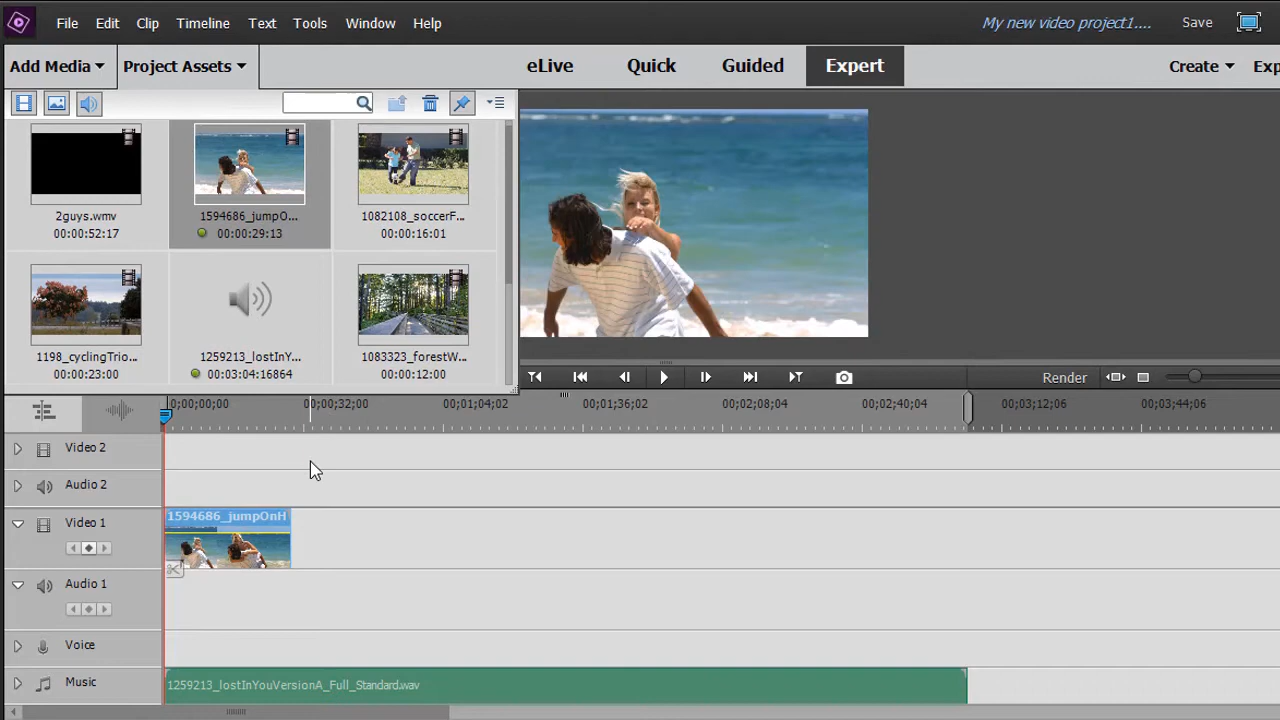 File Edit Clip Timeline Text Tools Window Help My new video project1.... Save
Add Media Project Assets eLive Quick Guided Expert Create Exp
2guys.wmv 1594686_jumpO... 1082108_soccerF...
00:00:52:17 00:00:29:13 00:00:16:01
1198_cyclingTrio... 1259213_lostInY... 1083323_forestW...
00:00:23:00 00:03:04:16864 00:00:12:00
Render
0;00;00;00 00;00;32;00 00;01;04;02 00;01;36;02 00;02;08;04 00;02;40;04 00;03;12;06 00;03;44;06
Video 2
Audio 2
Video 1 1594686_jumpOnH
Audio 1
Voice
Music 1259213_lostInYouVersionA_Full_Standard.wav